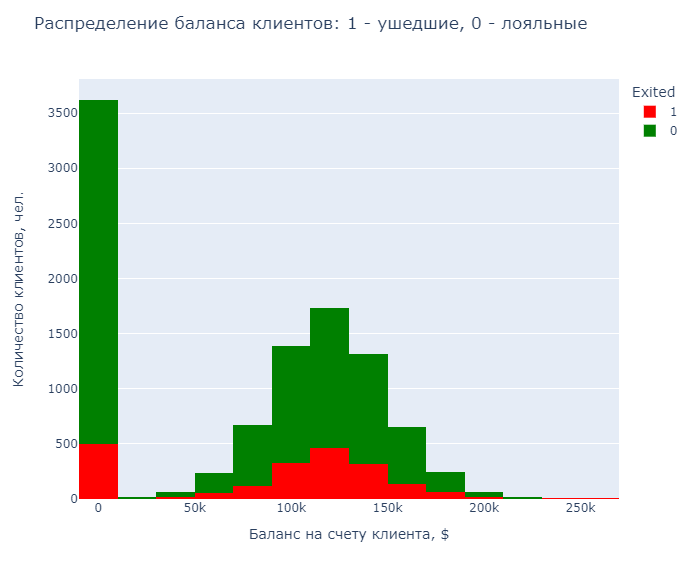 Распределение баланса клиентов: 1 - ушедшие, 0 - лояльные
Exited
1
0
Количество клиентов, чел.
3500
3000
2500
2000
1500
1000
500
0
0
50k
100k
150k
200k
250k
Баланс на счету клиента, $